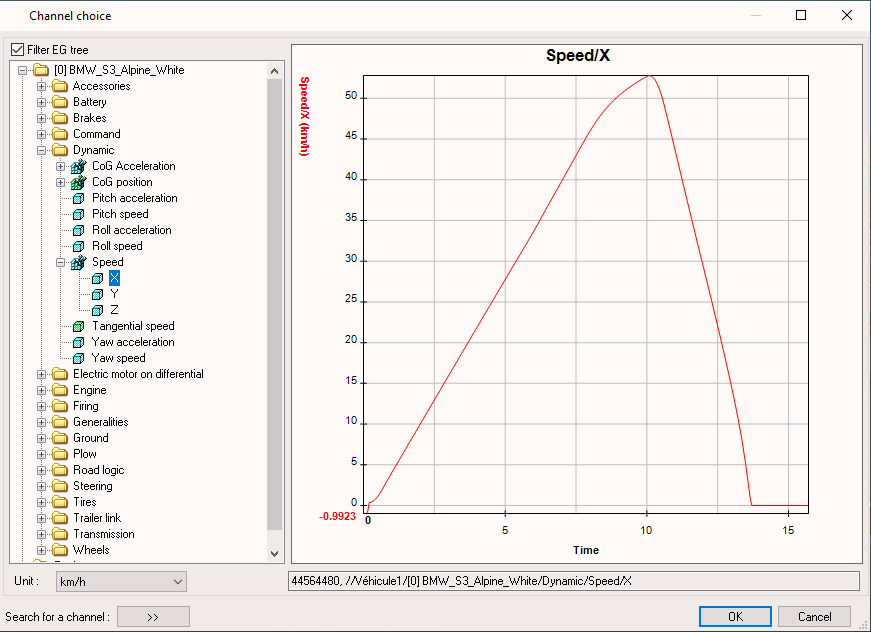 Channel choice
Filter EG tree
[0] BMW_S3_Alpine_White
Accessories
Battery
Brakes
Command
Dynamic
CoG Acceleration
CoG position
Pitch acceleration
Pitch speed
Roll acceleration
Roll speed
Speed
X
Y
Z
Tangential speed
Yaw acceleration
Yaw speed
Electric motor on differential
Engine
Firing
Generalities
Ground
Plow
Road logic
Steering
Tires
Trailer link
Transmission
Wheels
Speed/X
Speed/X (km/h)
50
45
40
35
30
25
20
15
10
5
0
-0.9923
0
5
10
15
Time
Unit :
km/h
44564480, //Véhicule1/[0] BMW_S3_Alpine_White/Dynamic/Speed/X
Search for a channel :
>>
OK
Cancel